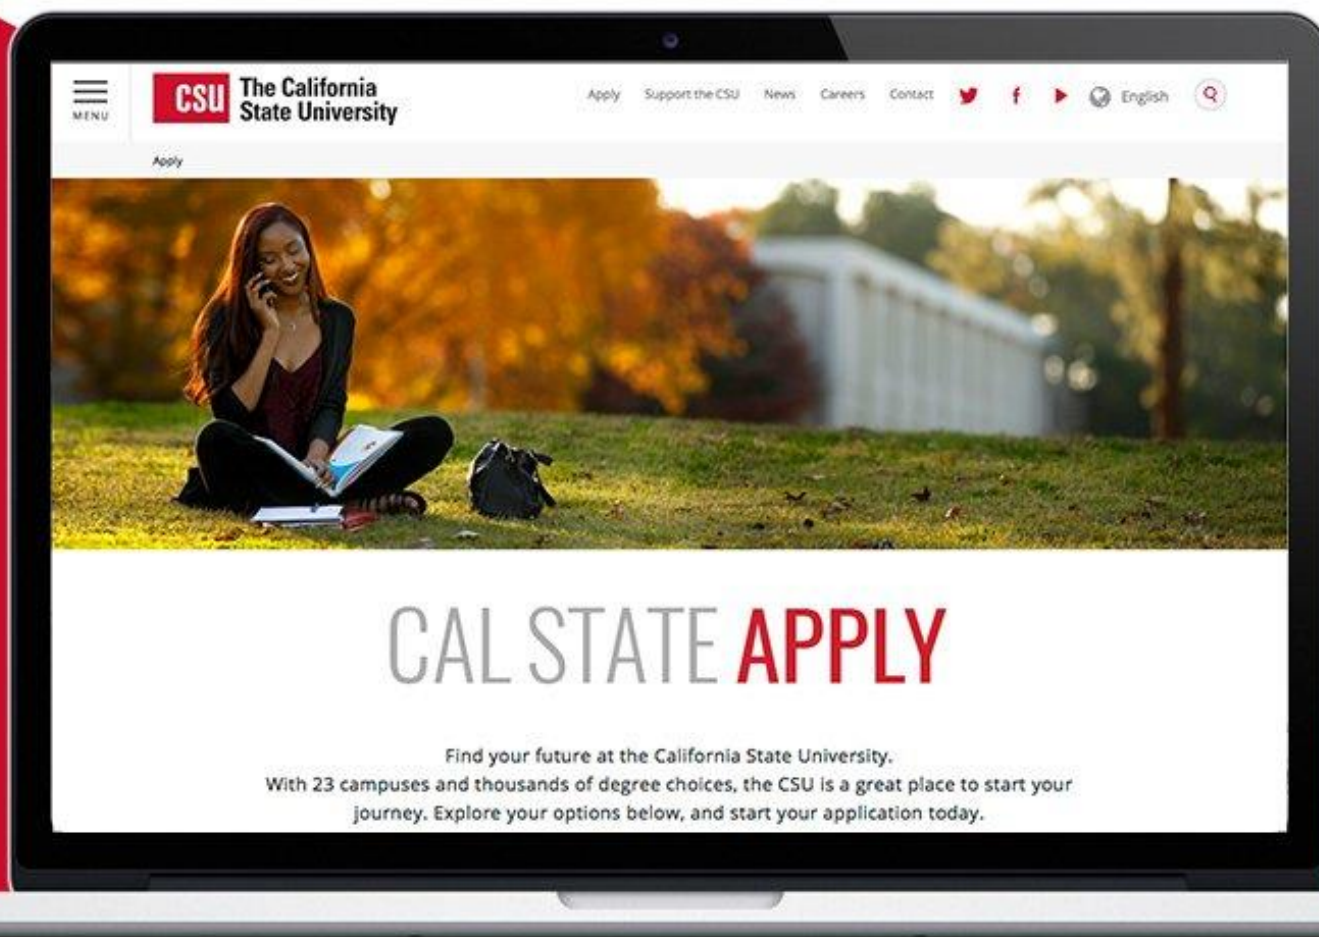 MENU
CSU
The California
State University
Apply
Support the CSU
News
Careers
Contact
English
Apply
CAL STATE APPLY
Find your future at the California State University.
With 23 campuses and thousands of degree choices, the CSU is a great place to start your
journey. Explore your options below, and start your application today.